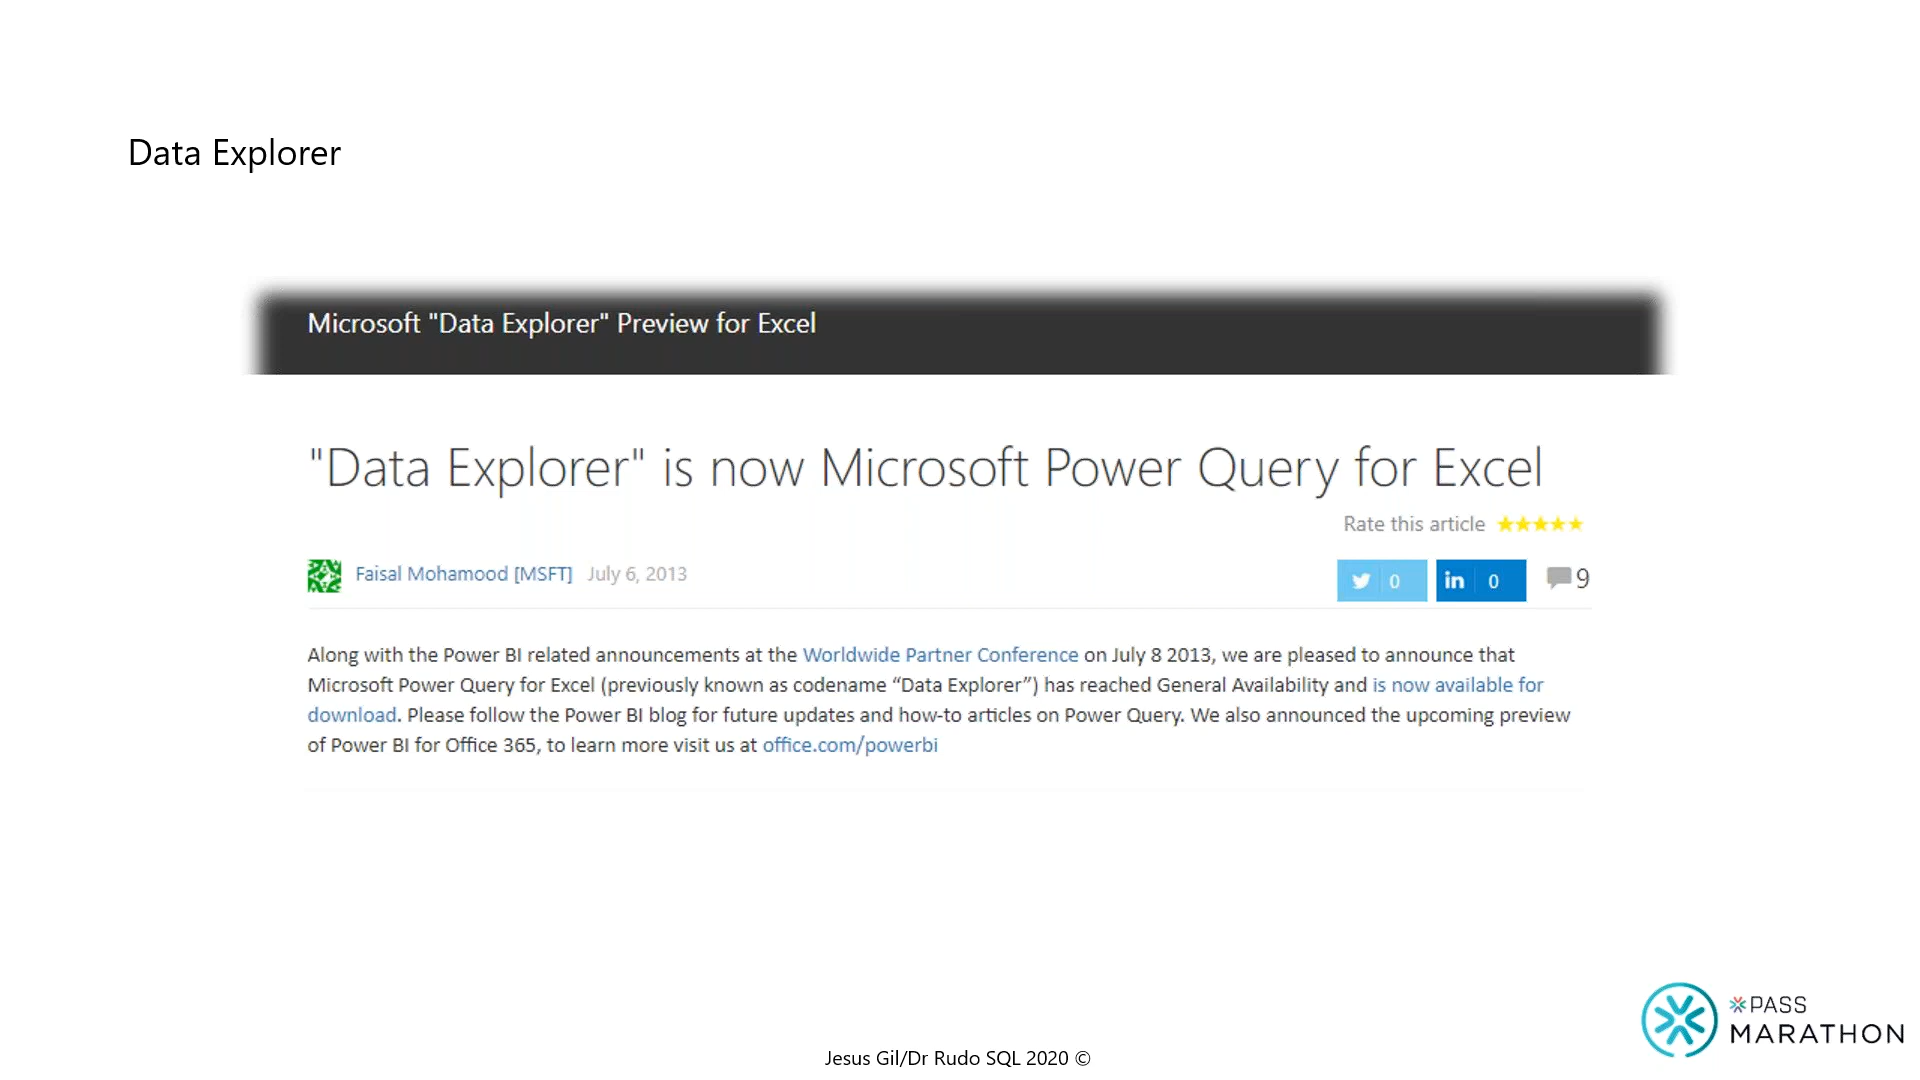 Data Explorer
Microsoft "Data Explorer" Preview for Excel
"Data Explorer" is now Microsoft Power Query for Excel
Rate this article
Faisal Mohamood [MSFT] July 6, 2013
0
in 0
9
Along with the Power BI related announcements at the Worldwide Partner Conference on July 8 2013, we are pleased to announce that
Microsoft Power Query for Excel (previously known as codename “Data Explorer”) has reached General Availability and is now available for
download. Please follow the Power BI blog for future updates and how-to articles on Power Query. We also announced the upcoming preview
of Power BI for Office 365, to learn more visit us at office.com/powerbi
PASS
MARATHON
Jesus Gil/Dr Rudo SQL 2020 ©